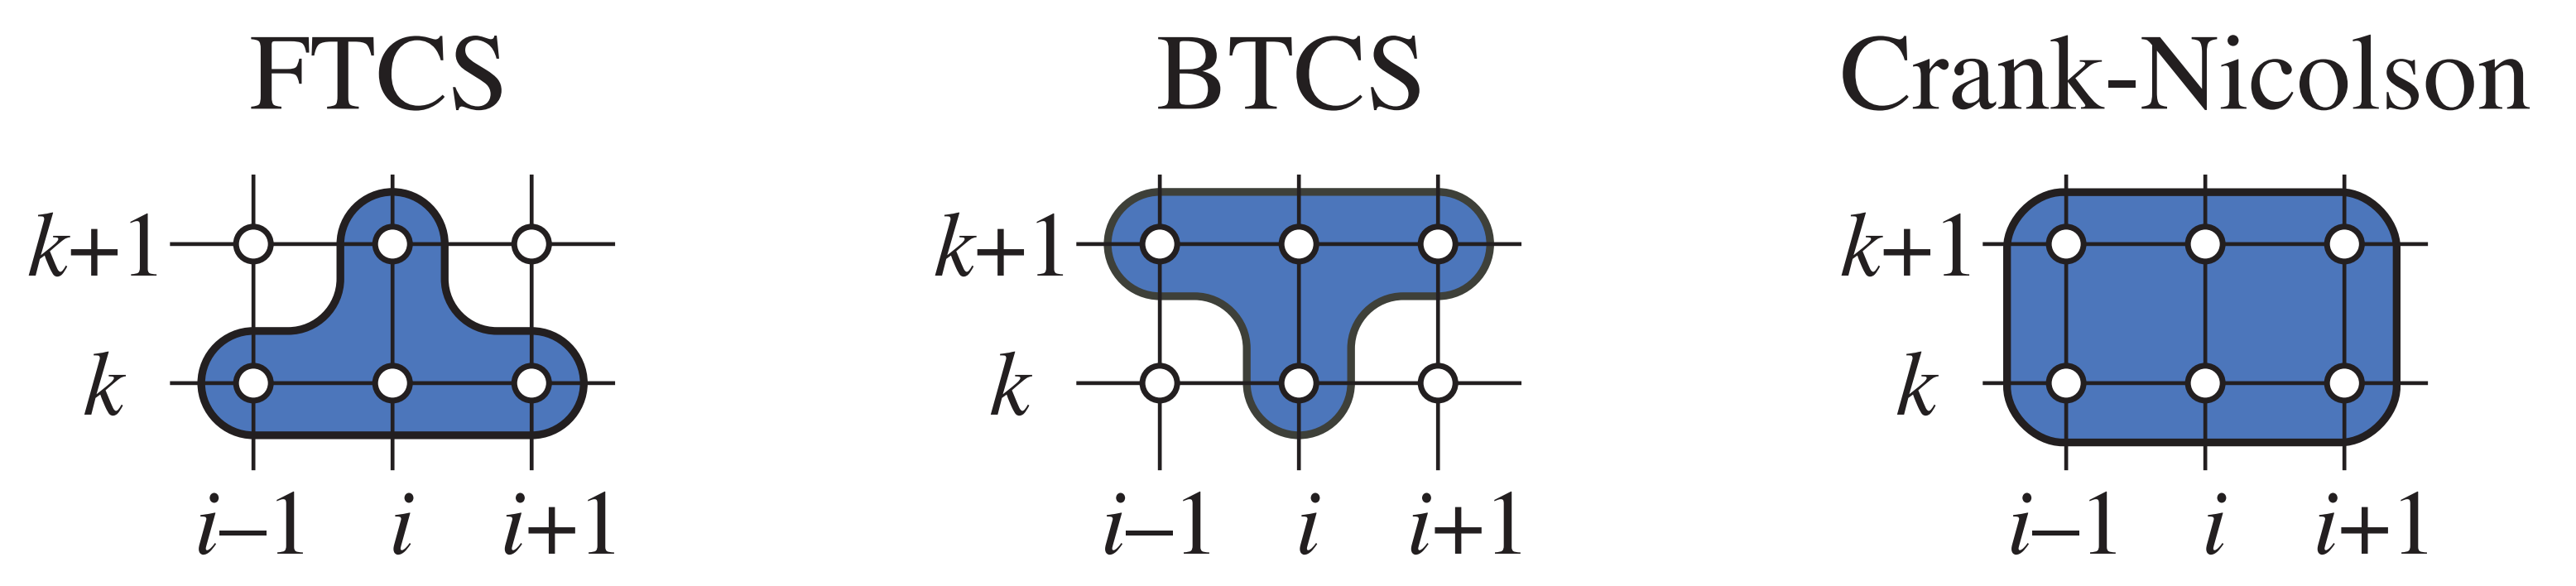 FTCS BTCS Crank-Nicolson
k+1 k+1 k+1
k k k
i–1 i i+1 i–1 i i+1 i–1 i i+1